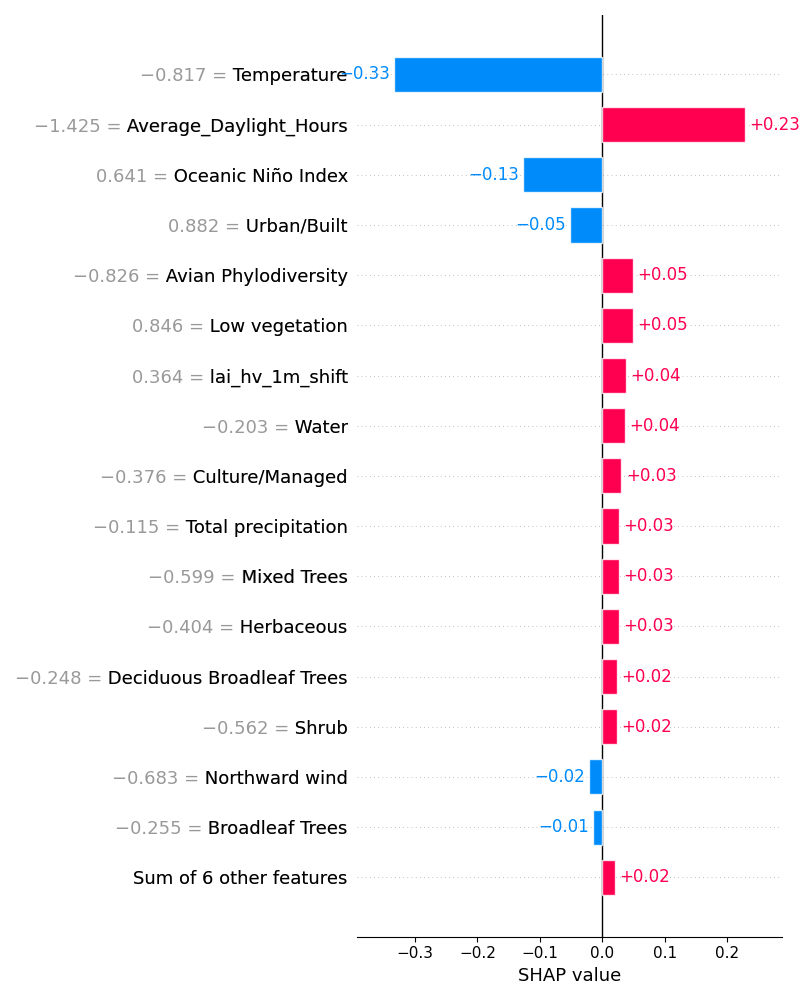 −0.817 = Temperature −0.33
−1.425 = Average_Daylight_Hours +0.23
0.641 = Oceanic Niño Index −0.13
0.882 = Urban/Built −0.05
−0.826 = Avian Phylodiversity +0.05
0.846 = Low vegetation +0.05
0.364 = lai_hv_1m_shift +0.04
−0.203 = Water +0.04
−0.376 = Culture/Managed +0.03
−0.115 = Total precipitation +0.03
−0.599 = Mixed Trees +0.03
−0.404 = Herbaceous +0.03
−0.248 = Deciduous Broadleaf Trees +0.02
−0.562 = Shrub +0.02
−0.683 = Northward wind −0.02
−0.255 = Broadleaf Trees −0.01
Sum of 6 other features +0.02
−0.3 −0.2 −0.1 0.0 0.1 0.2
SHAP value